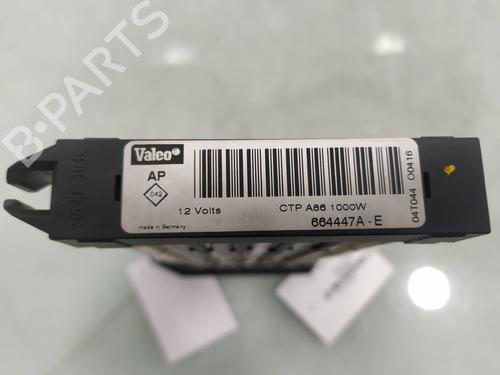 B-PARTS
Valeo
AP
042
12 Volts
made in Germany
CTP A86 1000W
664447A - E
04T044 00416